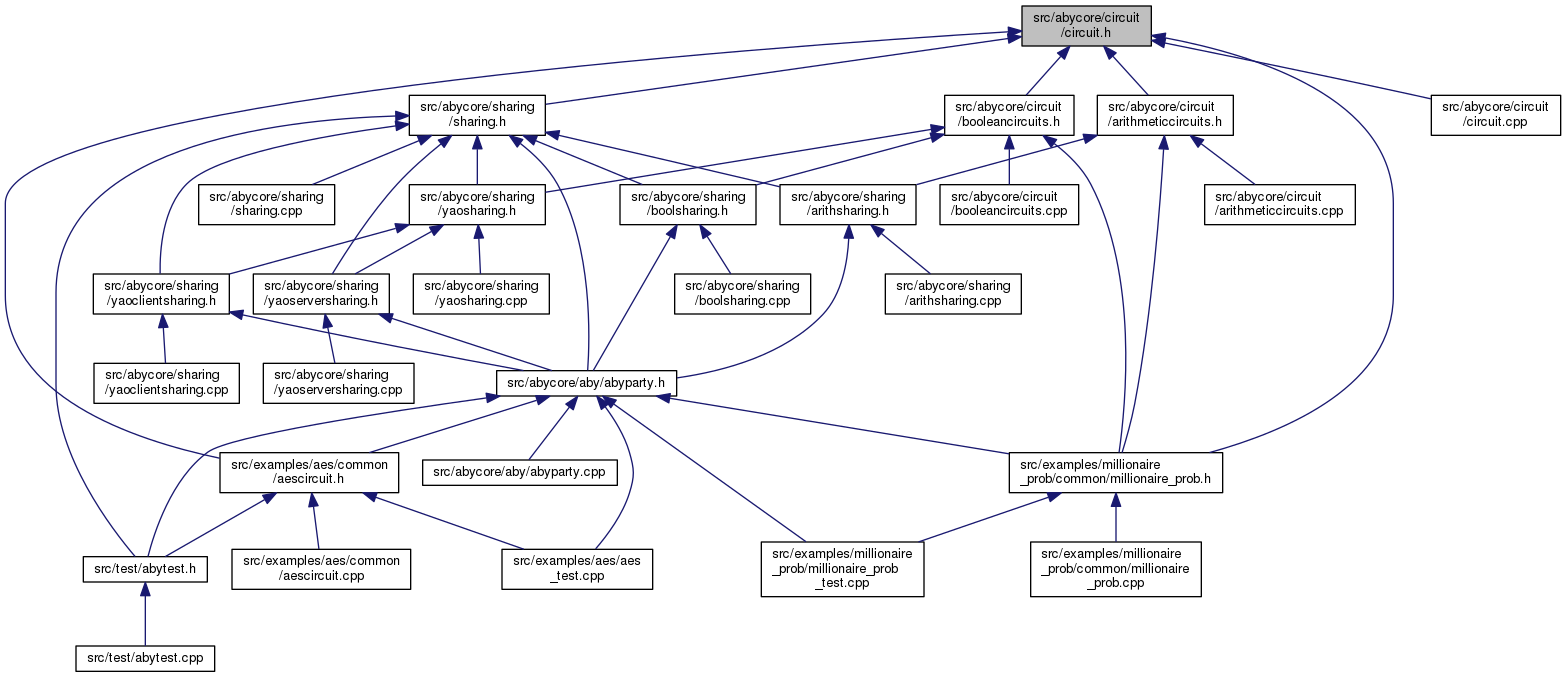 src/abycore/circuit
/circuit.h
src/abycore/sharing
/sharing.h
src/abycore/circuit
/booleancircuits.h
src/abycore/circuit
/arithmeticcircuits.h
src/abycore/circuit
/circuit.cpp
src/abycore/sharing
/sharing.cpp
src/abycore/sharing
/yaosharing.h
src/abycore/sharing
/boolsharing.h
src/abycore/sharing
/arithsharing.h
src/abycore/circuit
/booleancircuits.cpp
src/abycore/circuit
/arithmeticcircuits.cpp
src/abycore/sharing
/yaoclientsharing.h
src/abycore/sharing
/yaoserversharing.h
src/abycore/sharing
/yaosharing.cpp
src/abycore/sharing
/boolsharing.cpp
src/abycore/sharing
/arithsharing.cpp
src/abycore/sharing
/yaoclientsharing.cpp
src/abycore/sharing
/yaoserversharing.cpp
src/abycore/aby/abyparty.h
src/examples/aes/common
/aescircuit.h
src/abycore/aby/abyparty.cpp
src/examples/millionaire
_prob/common/millionaire_prob.h
src/test/abytest.h
src/examples/aes/common
/aescircuit.cpp
src/examples/aes/aes
_test.cpp
src/examples/millionaire
_prob/millionaire_prob
_test.cpp
src/examples/millionaire
_prob/common/millionaire
_prob.cpp
src/test/abytest.cpp